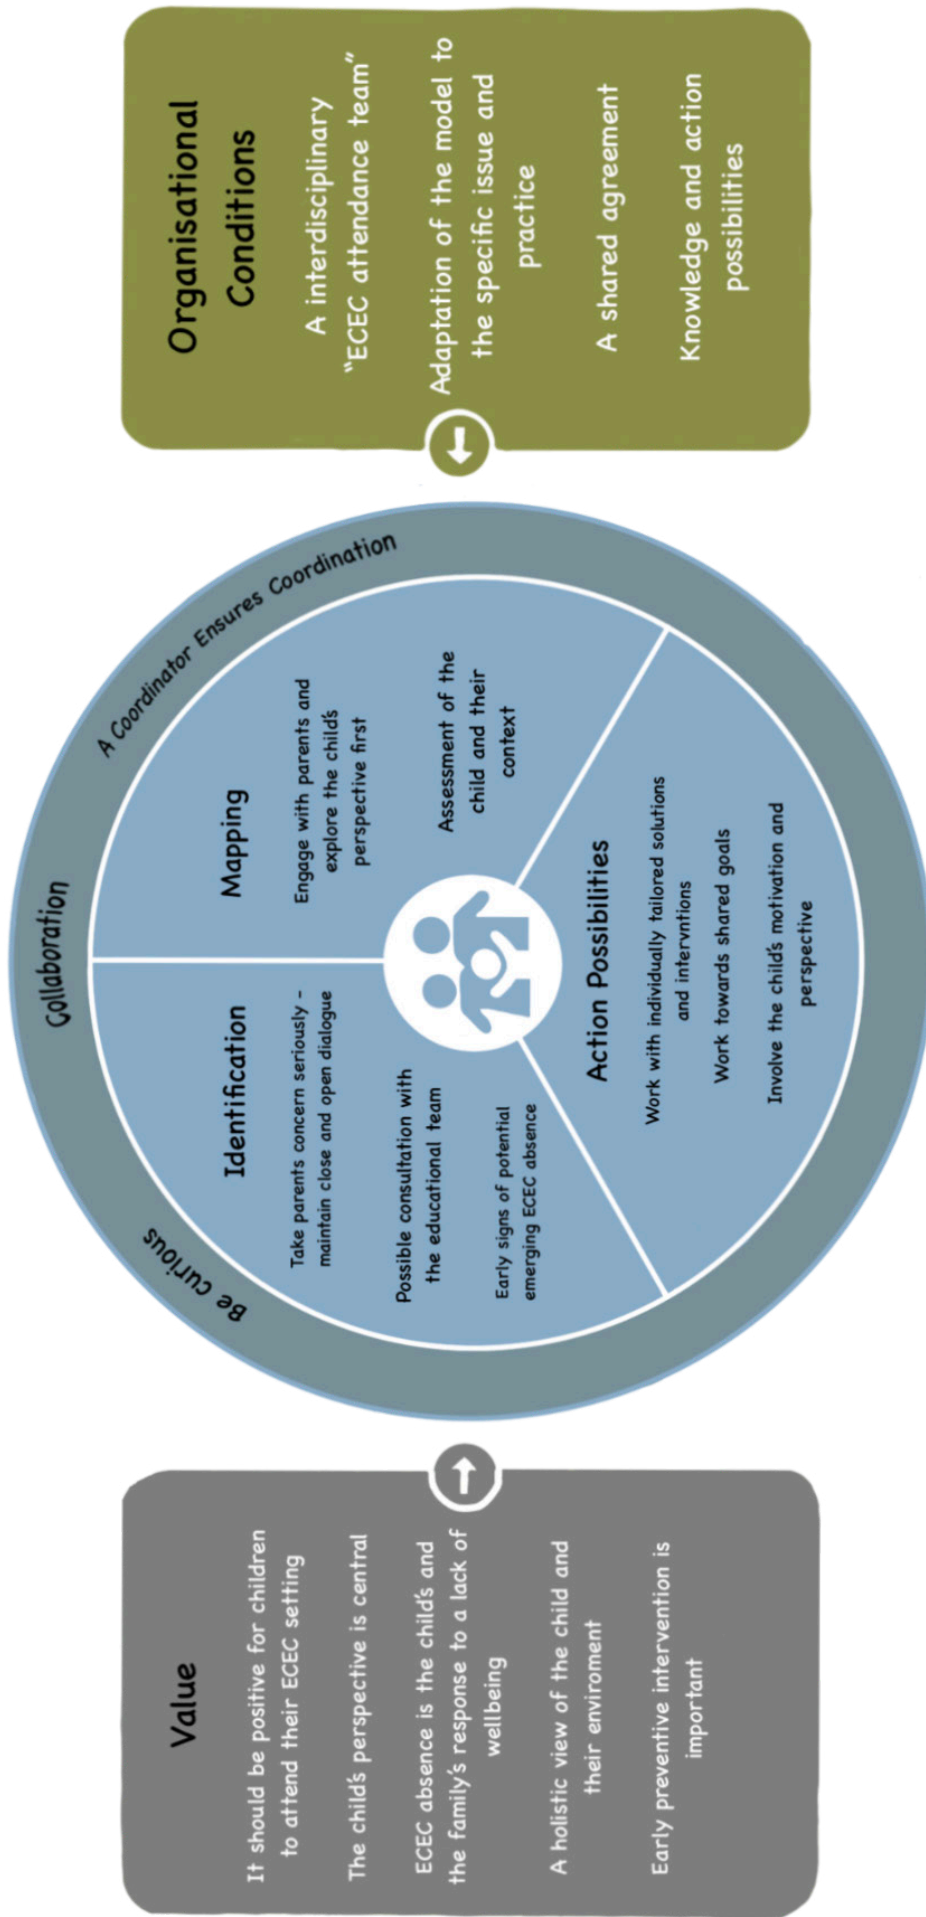 Value
It should be positive for children
to attend their ECEC setting
The child's perspective is central
ECEC absence is the child's and
the family's response to a lack of
wellbeing
A holistic view of the child and
their enviroment
Early preventive intervention is
important
Be curious
Collaboration
A Coordinator Ensures Coordination
Identification
Take parents concern seriously –
maintain close and open dialogue
Possible consultation with
the educational team
Early signs of potential
emerging ECEC absence
Mapping
Engage with parents and
explore the child's
perspective first
Assessment of the
child and their
context
Action Possibilities
Work with individually tailored solutions
and intervntions
Work towards shared goals
Involve the child's motivation and
perspective
Organisational
Conditions
A interdisciplinary
"ECEC attendance team"
Adaptation of the model to
the specific issue and
practice
A shared agreement
Knowledge and action
possibilities